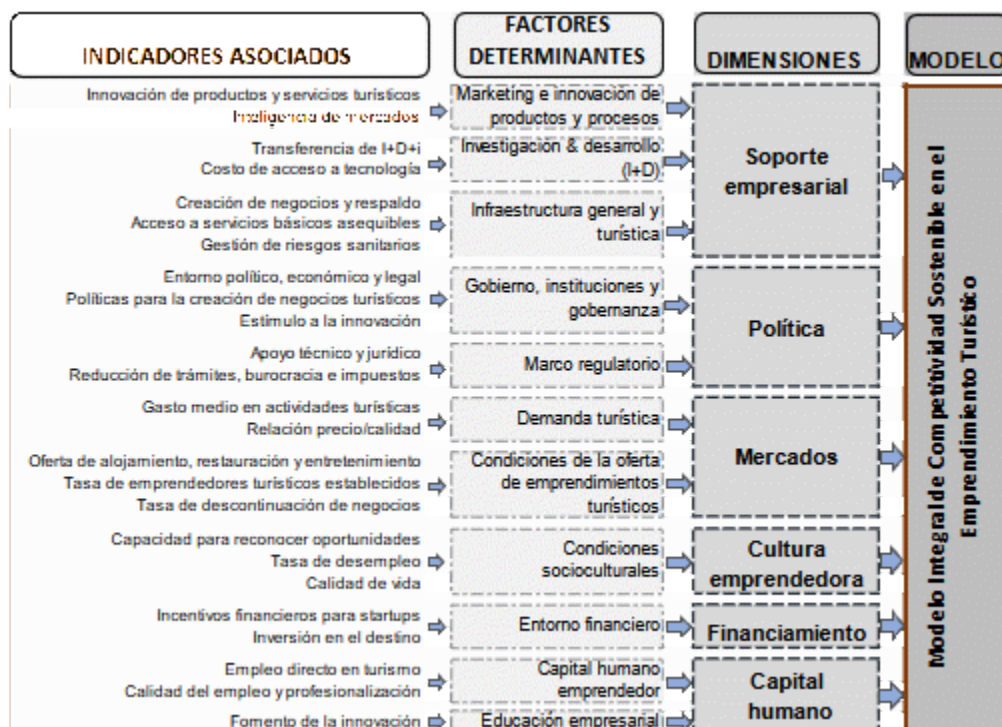 INDICADORES ASOCIADOS
FACTORES
DETERMINANTES
DIMENSIONES
MODELO
Innovación de productos y servicios turísticos
Inteligencia de mercados
Marketing e innovación de
productos y procesos
Transferencia de I+D+i
Costo de acceso a tecnología
Investigación & desarrollo
(I+D)
Creación de negocios y respaldo
Acceso a servicios básicos asequibles
Gestión de riesgos sanitarios
Infraestructura general y
turística
Soporte
empresarial
Entorno político, económico y legal
Políticas para la creación de negocios turísticos
Estímulo a la innovación
Gobierno, instituciones y
gobernanza
Apoyo técnico y jurídico
Reducción de trámites, burocracia e impuestos
Marco regulatorio
Política
Gasto medio en actividades turísticas
Relación precio/calidad
Demanda turística
Oferta de alojamiento, restauración y entretenimiento
Tasa de emprendedores turísticos establecidos
Tasa de descontinuación de negocios
Condiciones de la oferta
de emprendimientos
turísticos
Mercados
Capacidad para reconocer oportunidades
Tasa de desempleo
Calidad de vida
Condiciones
socioculturales
Cultura
emprendedora
Incentivos financieros para startups
Inversión en el destino
Entorno financiero
Financiamiento
Empleo directo en turismo
Calidad del empleo y profesionalización
Capital humano
emprendedor
Fomento de la innovación
Educación empresarial
Capital
humano
Modelo Integral de Competitividad Sostenible en el
Emprendimiento Turístico